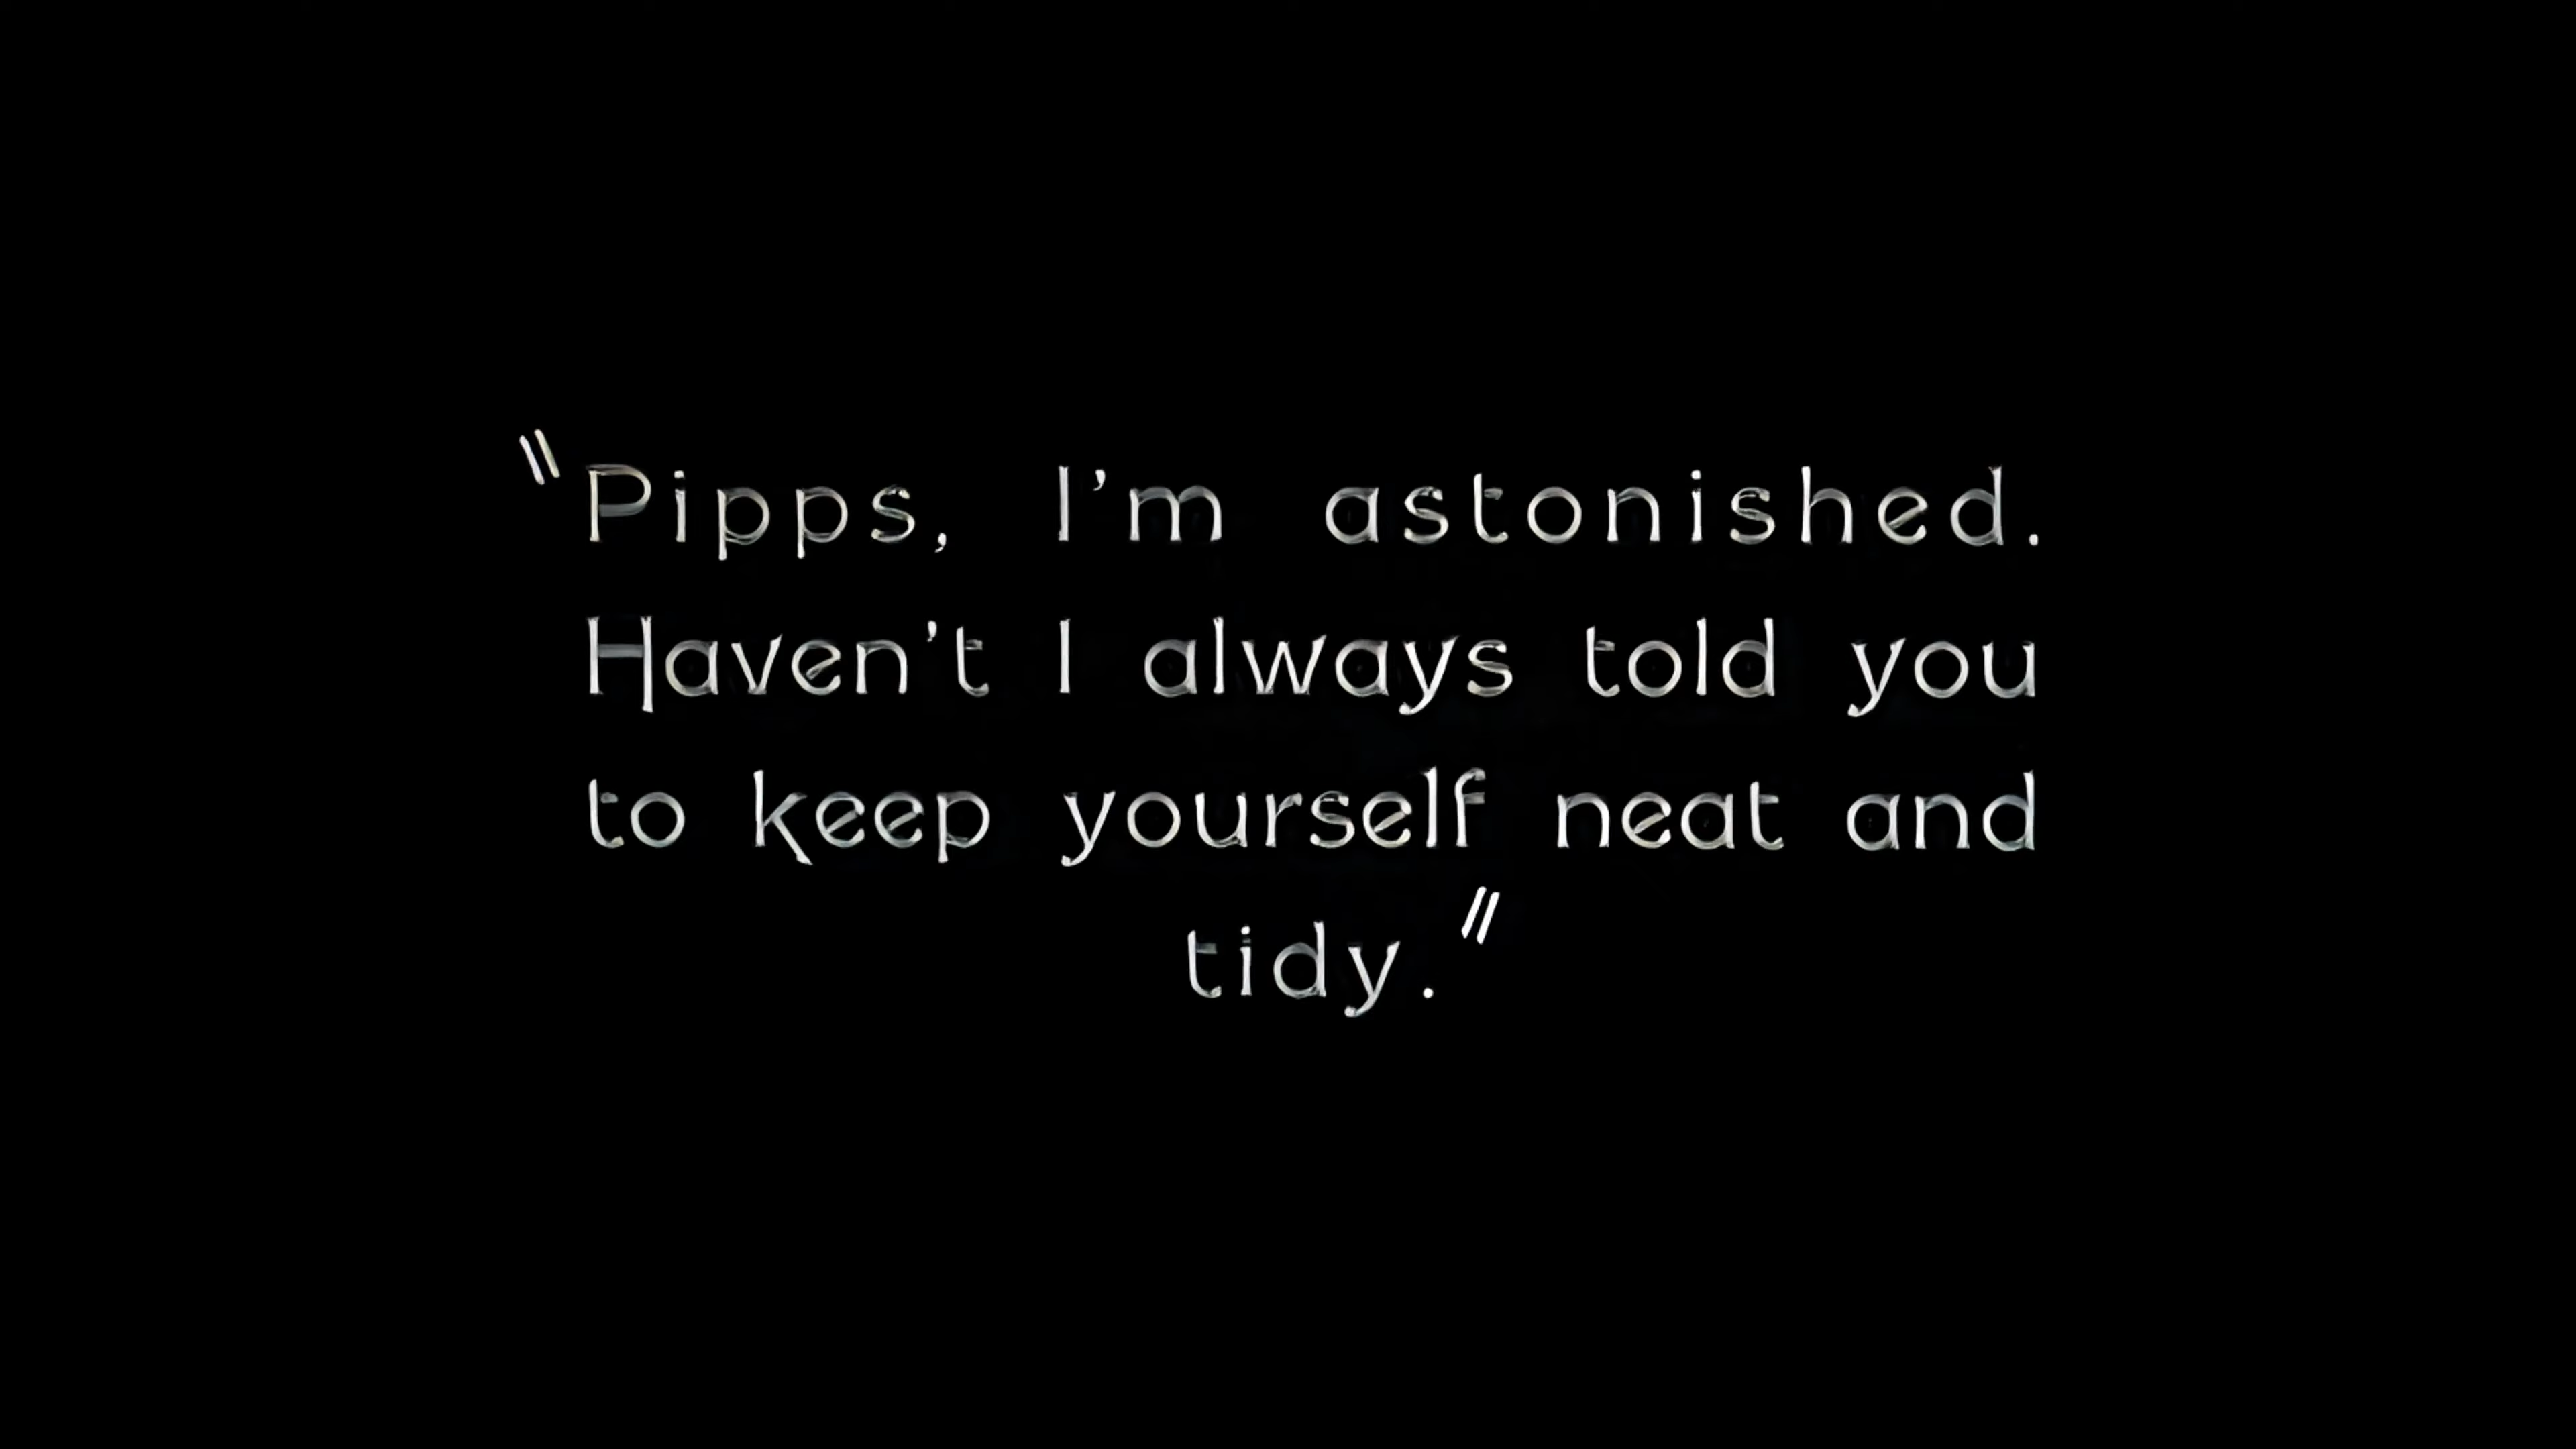 "Pipps, I'm astonished.
Haven't I always told you
to keep yourself neat and
tidy."